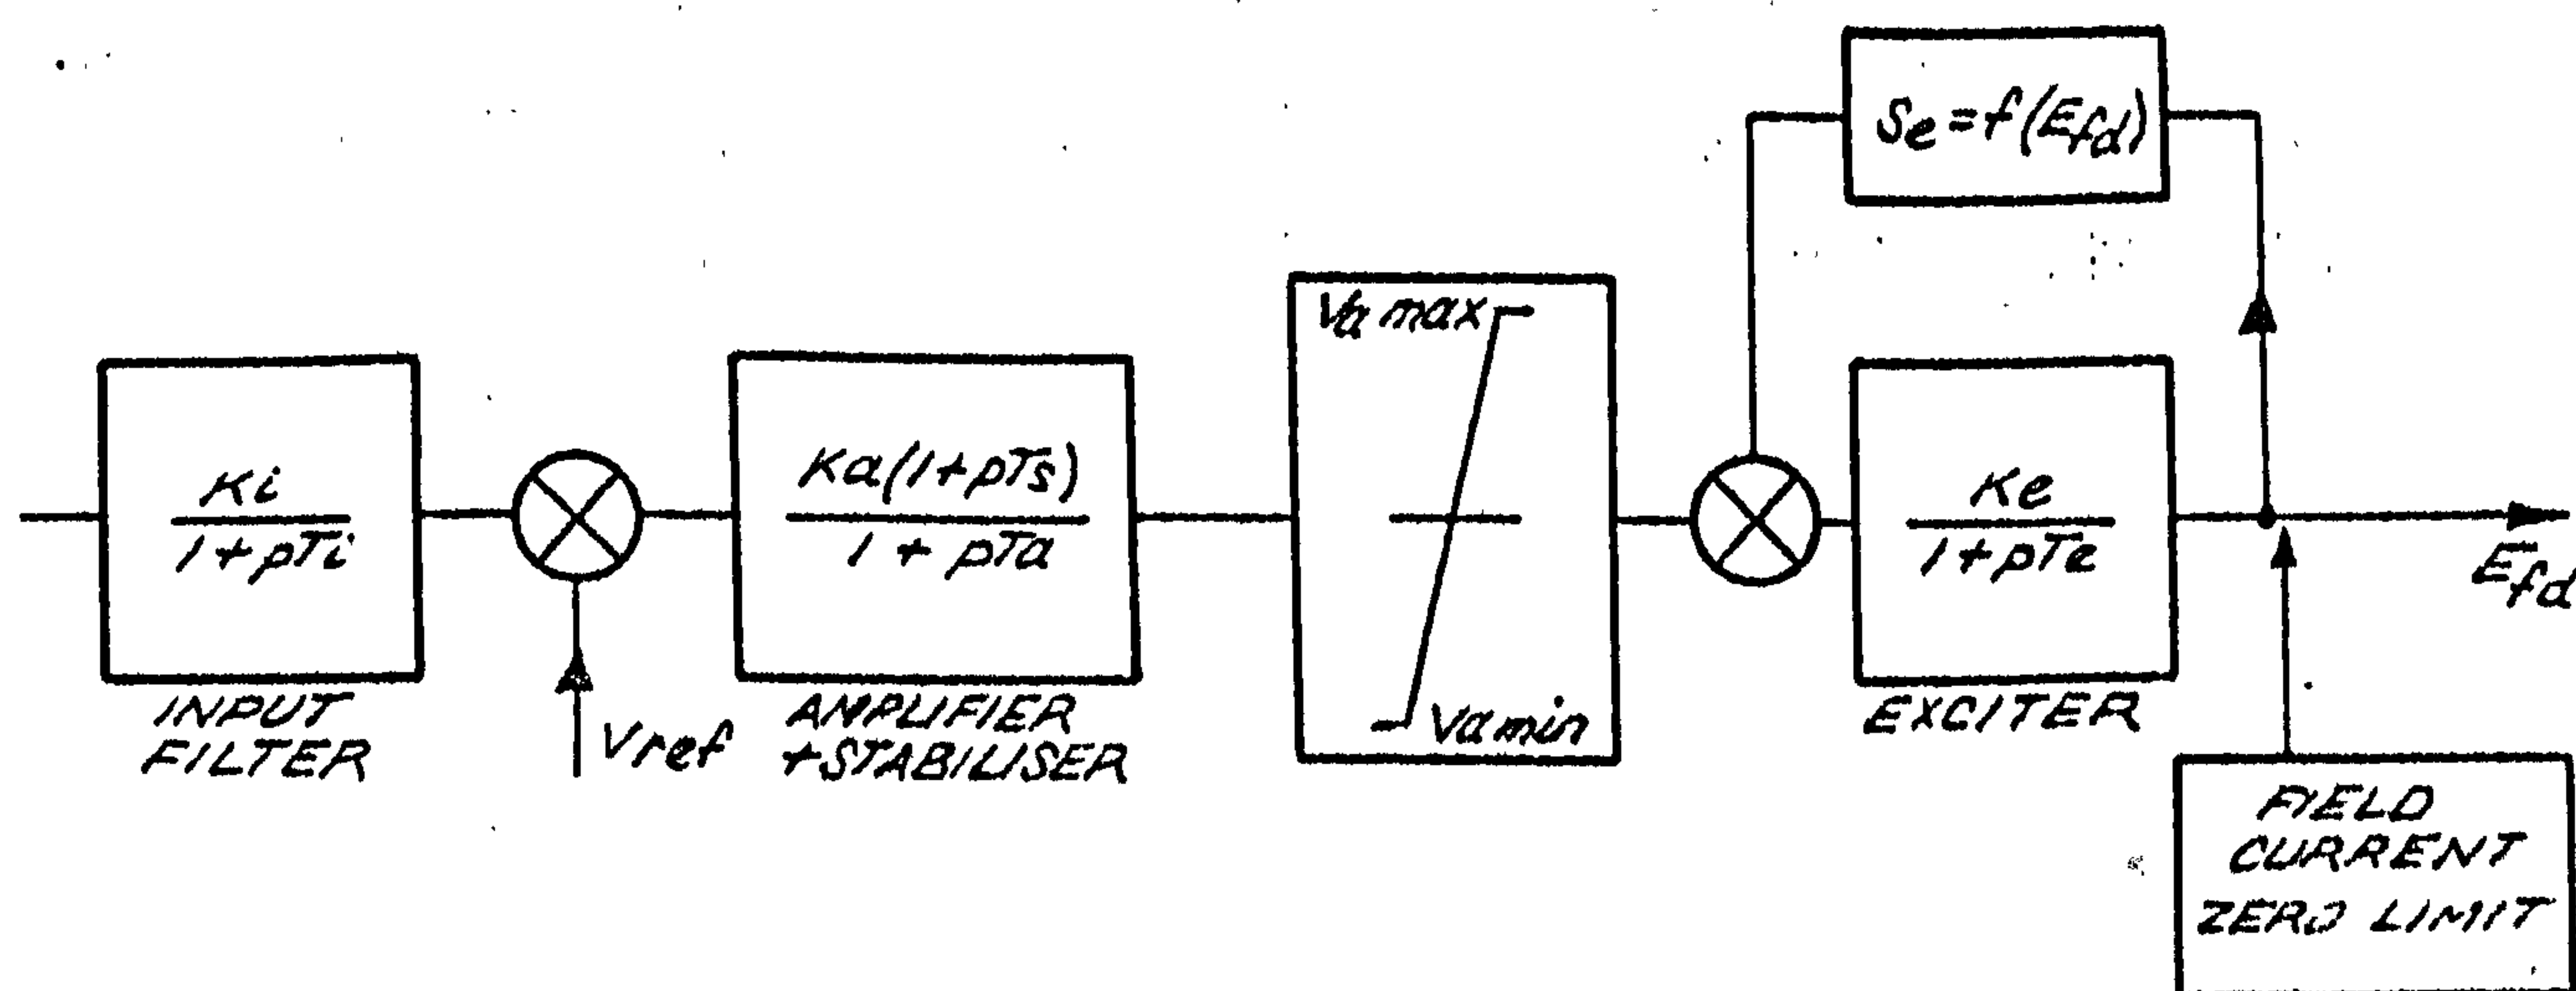 Se = f(Efd)
Va max
Va min
Ki
1 + pTi
INPUT
FILTER
Vref
Ka(1+pTs)
1 + pTa
AMPLIFIER
+STABILISER
Ke
1+pTe
EXCITER
Efd
FIELD
CURRENT
ZERO LIMIT